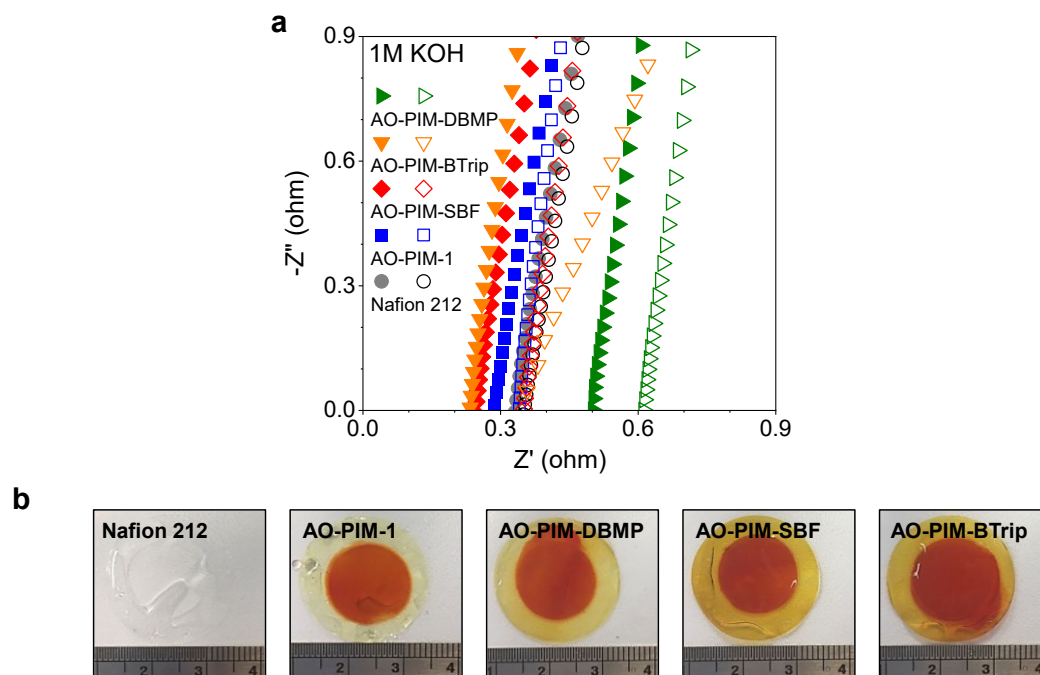 a
0.9
1M KOH
AO-PIM-DBMP
AO-PIM-BTrip
0.6
AO-PIM-SBF
AO-PIM-1
0.3
Nafion 212
0.0
-Z'' (ohm)
0.0 0.3 0.6 0.9
Z' (ohm)
b
Nafion 212 AO-PIM-1 AO-PIM-DBMP AO-PIM-SBF AO-PIM-BTrip
2 3 4 2 3 4 2 3 4 2 3 4 1 2 3 4